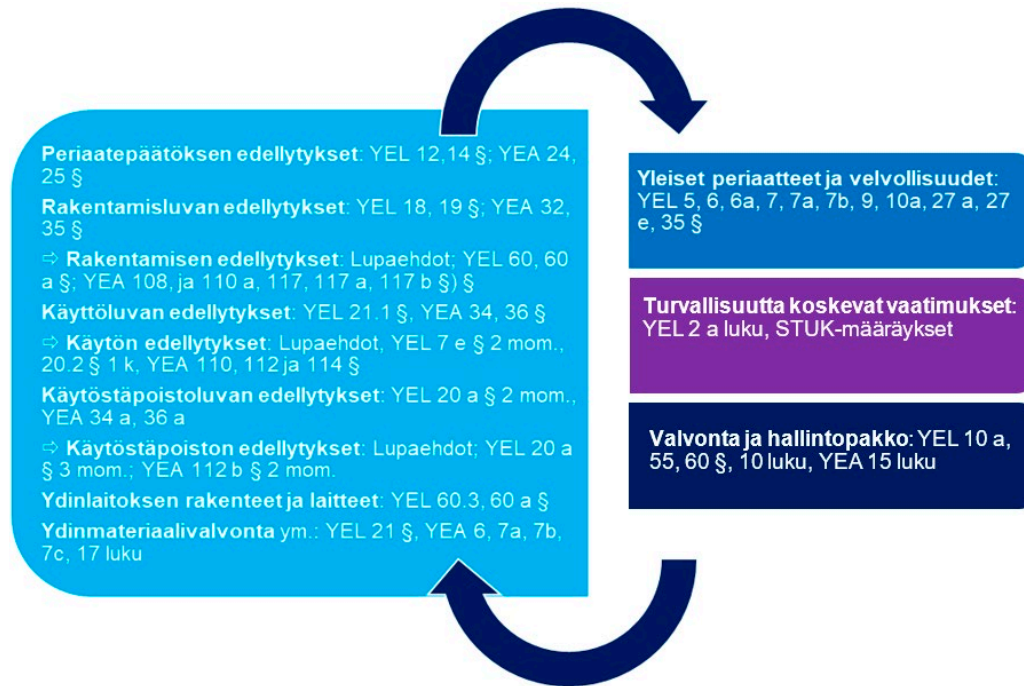 Periaatepäätöksen edellytykset: YEL 12,14 §; YEA 24,
25 §
Rakentamisluvan edellytykset: YEL 18, 19 §; YEA 32,
35 §
⇨ Rakentamisen edellytykset: Lupaehdot; YEL 60, 60
a §; YEA 108, ja 110 a, 117, 117 a, 117 b §) §
Käyttöluvan edellytykset: YEL 21.1 §, YEA 34, 36 §
⇨ Käytön edellytykset: Lupaehdot, YEL 7 e § 2 mom.,
20.2 § 1 k, YEA 110, 112 ja 114 §
Käytöstäpoistoluvan edellytykset: YEL 20 a § 2 mom.,
YEA 34 a, 36 a
⇨ Käytöstäpoiston edellytykset: Lupaehdot; YEL 20 a
§ 3 mom.; YEA 112 b § 2 mom.
Ydinlaitoksen rakenteet ja laitteet: YEL 60.3, 60 a §
Ydinmateriaalivalvonta ym.: YEL 21 §, YEA 6, 7a, 7b,
7c, 17 luku
Yleiset periaatteet ja velvollisuudet:
YEL 5, 6, 6a, 7, 7a, 7b, 9, 10a, 27 a, 27
e, 35 §
Turvallisuutta koskevat vaatimukset:
YEL 2 a luku, STUK-määräykset
Valvonta ja hallintopakko: YEL 10 a,
55, 60 §, 10 luku, YEA 15 luku